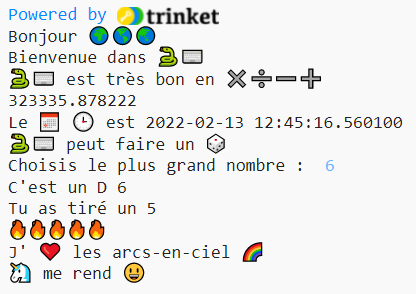 Powered by trinket
Bonjour 🌍🌎🌏
Bienvenue dans 🐍⌨️
🐍⌨️ est très bon en ✖️➗➖➕
323335.878222
Le 📅 🕒 est 2022-02-13 12:45:16.560100
🐍⌨️ peut faire un 🎲
Choisis le plus grand nombre : 6
C'est un D 6
Tu as tiré un 5
🔥🔥🔥🔥🔥
J' ❤️ les arcs-en-ciel 🌈
🦄 me rend 😃